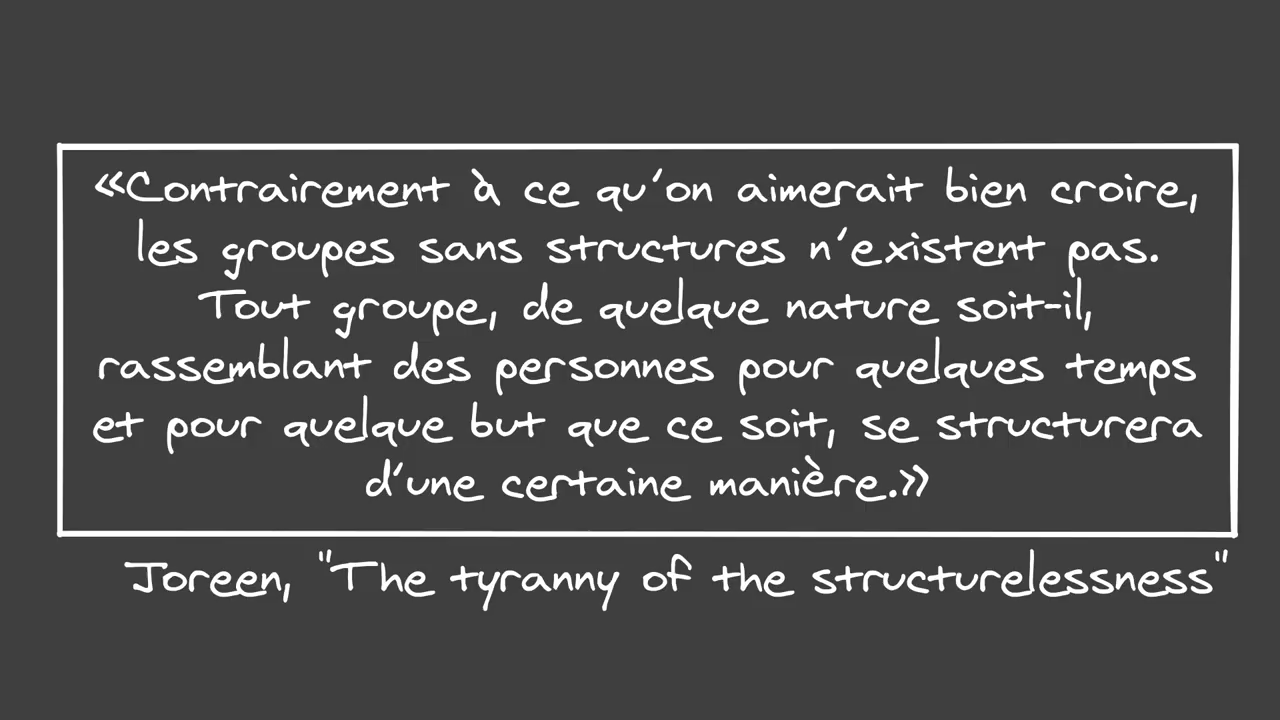 «Contrairement à ce qu'on aimerait bien croire,
les groupes sans structures n'existent pas.
Tout groupe, de quelque nature soit-il,
rassemblant des personnes pour quelques temps
et pour quelque but que ce soit, se structurera
d'une certaine manière.»
Joreen, "The tyranny of the structurelessness"